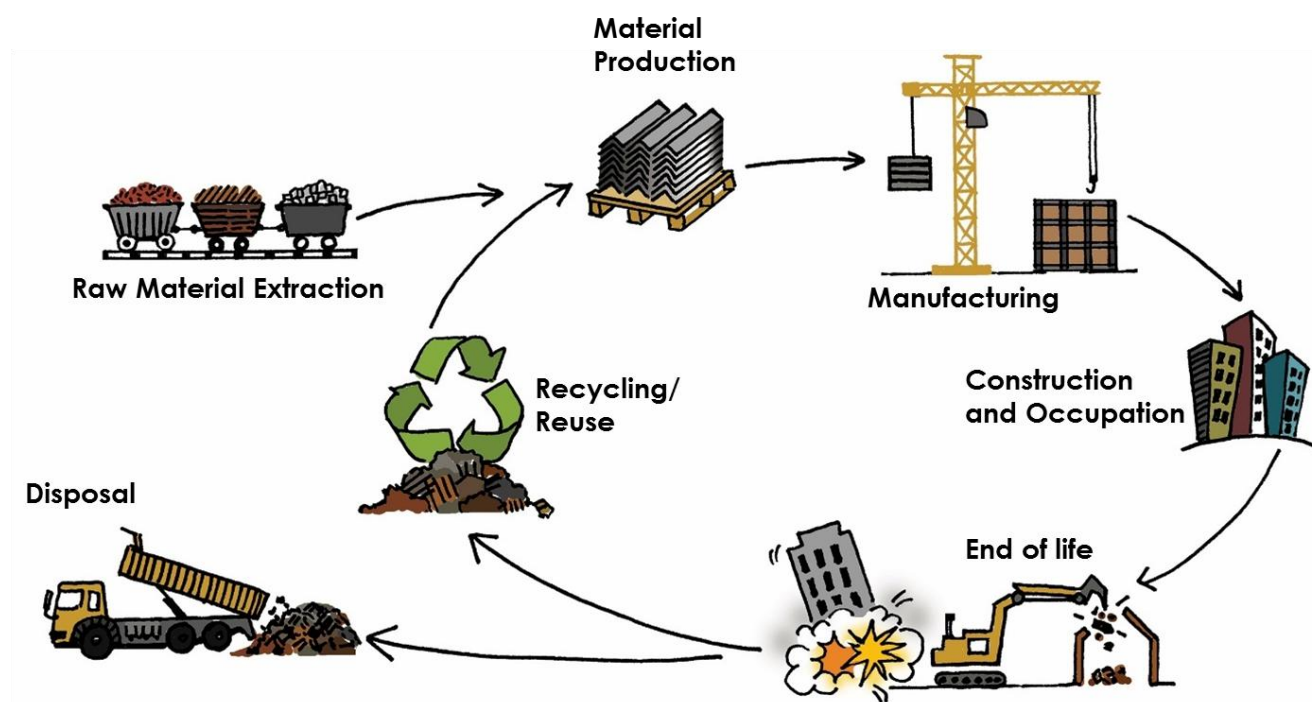 Material
Production
Raw Material Extraction
Manufacturing
Construction
and Occupation
Recycling/
Reuse
Disposal
End of life